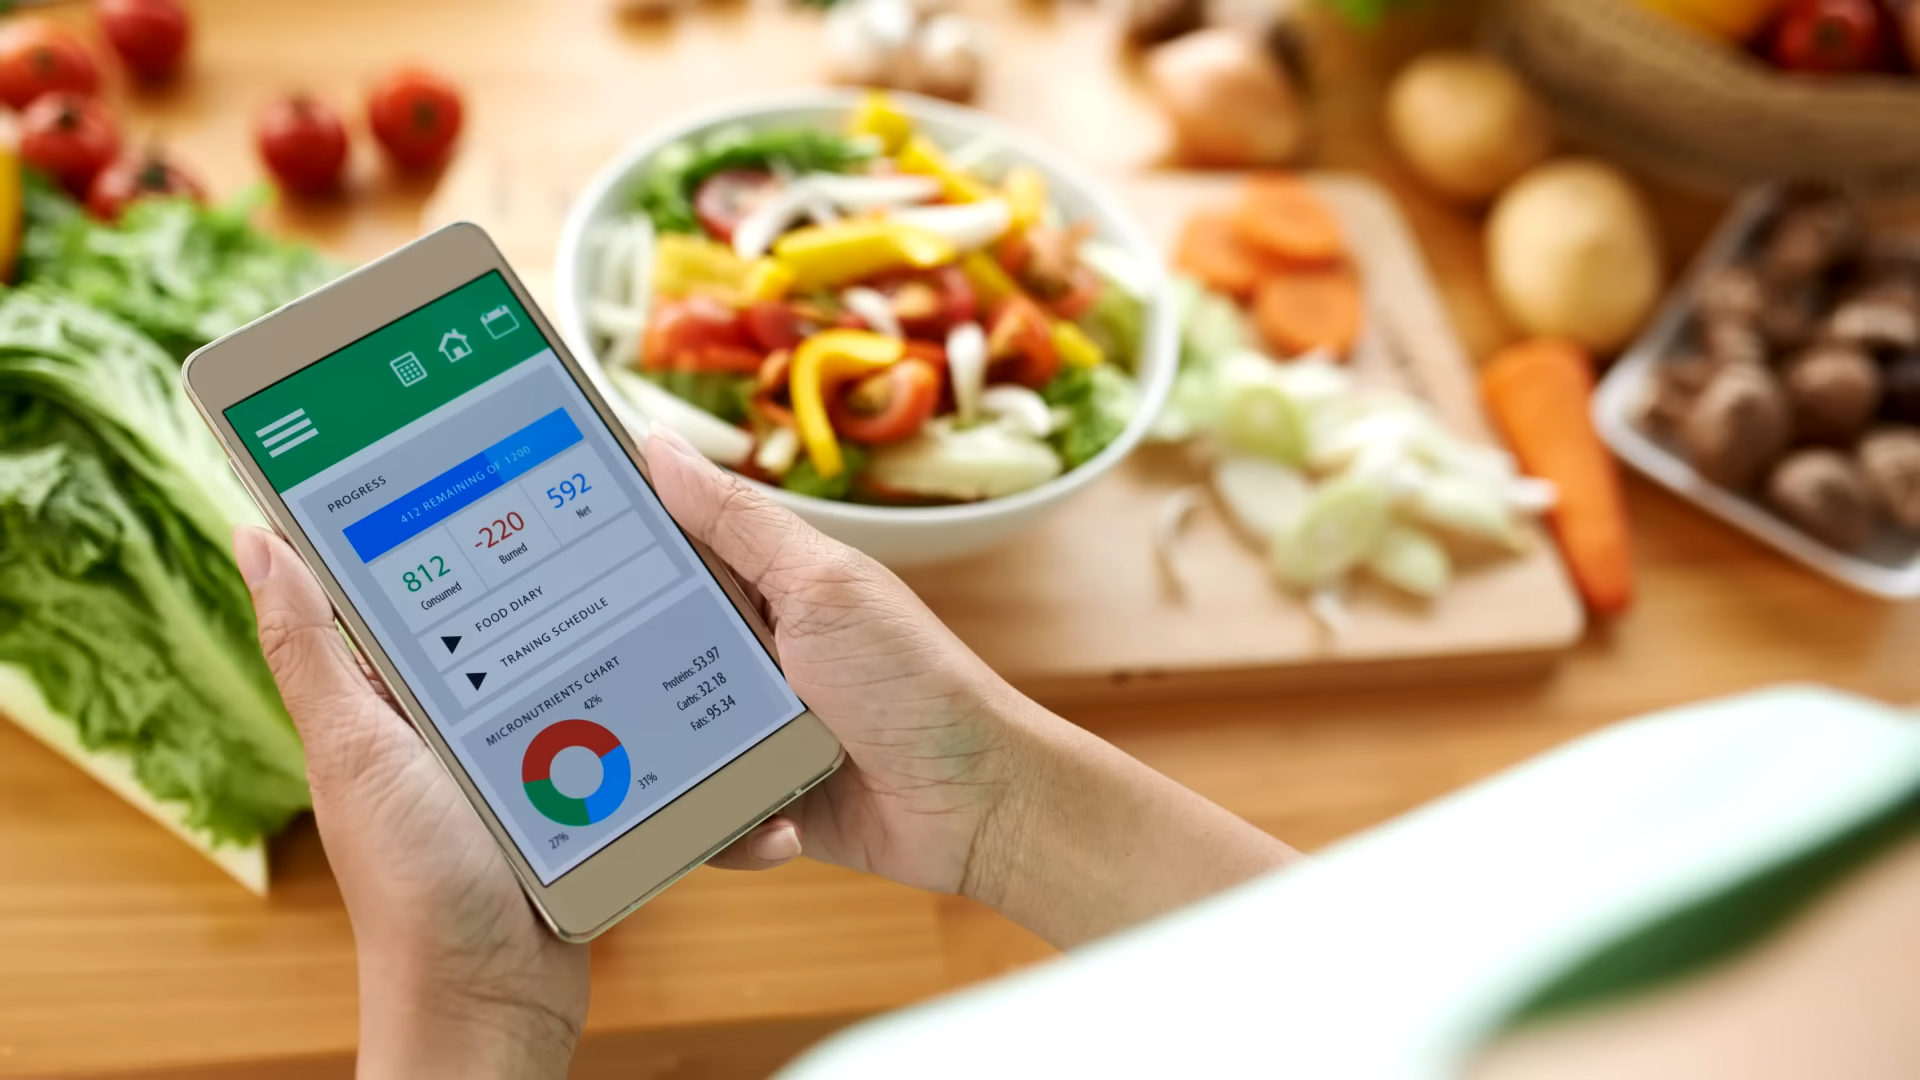 PROGRESS
412 REMAINING OF 1200
812
Consumed
-220
Burned
592
Net
FOOD DIARY
TRANING SCHEDULE
MICRONUTRIENTS CHART
42%
31%
27%
Proteins: 53.97
Carbs: 32.18
Fats: 95.34